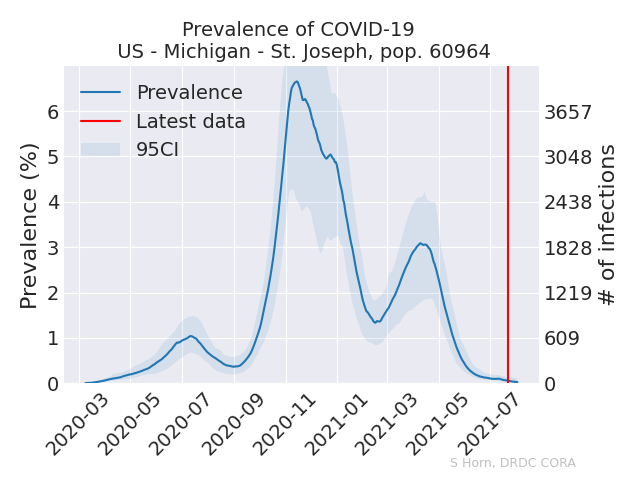 Prevalence of COVID-19
US - Michigan - St. Joseph, pop. 60964
Prevalence
Latest data
95CI
Prevalence (%)
6
5
4
3
2
1
0
3657
3048
2438
1828
1219
609
0
# of infections
2020-03
2020-05
2020-07
2020-09
2020-11
2021-01
2021-03
2021-05
2021-07
S Horn, DRDC CORA